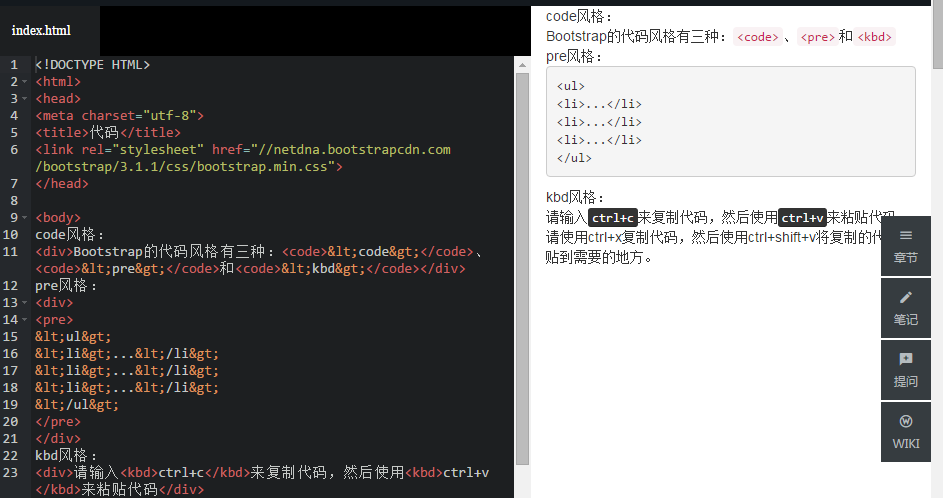 index.html
1 <!DOCTYPE HTML>
2 <html>
3 <head>
4 <meta charset="utf-8">
5 <title>代码</title>
6 <link rel="stylesheet" href="//netdna.bootstrapcdn.com
/bootstrap/3.1.1/css/bootstrap.min.css">
7 </head>
8
9 <body>
10 code风格：
11 <div>Bootstrap的代码风格有三种：<code>&lt;code&gt;</code>、
<code>&lt;pre&gt;</code>和<code>&lt;kbd&gt;</code></div>
12 pre风格：
13 <div>
14 <pre>
15 &lt;ul&gt;
16 &lt;li&gt;...&lt;/li&gt;
17 &lt;li&gt;...&lt;/li&gt;
18 &lt;li&gt;...&lt;/li&gt;
19 &lt;/ul&gt;
20 </pre>
21 </div>
22 kbd风格：
23 <div>请输入<kbd>ctrl+c</kbd>来复制代码，然后使用<kbd>ctrl+v
</kbd>来粘贴代码</div>
code风格：
Bootstrap的代码风格有三种：<code>、<pre>和<kbd>
pre风格：
<ul>
<li>...</li>
<li>...</li>
<li>...</li>
</ul>
kbd风格：
请输入ctrl+c来复制代码，然后使用ctrl+v来粘贴代码
请使用ctrl+x复制代码，然后使用ctrl+shift+v将复制的代
贴到需要的地方。
章节
笔记
提问
WIKI